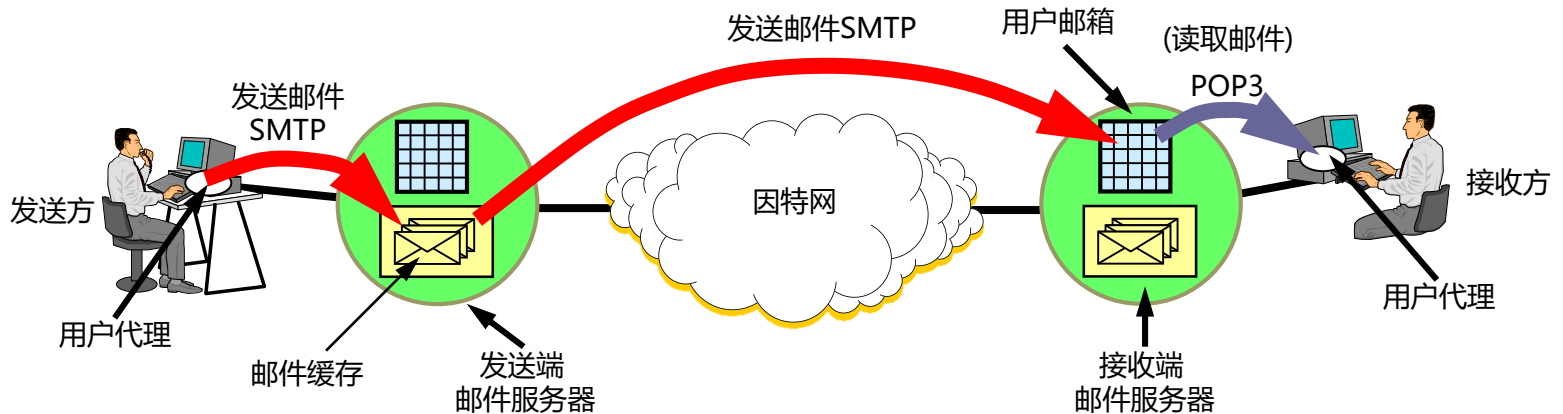 发送邮件SMTP
用户邮箱
(读取邮件)
POP3
发送邮件
SMTP
发送方
因特网
接收方
用户代理
邮件缓存
发送端
邮件服务器
接收端
邮件服务器
用户代理